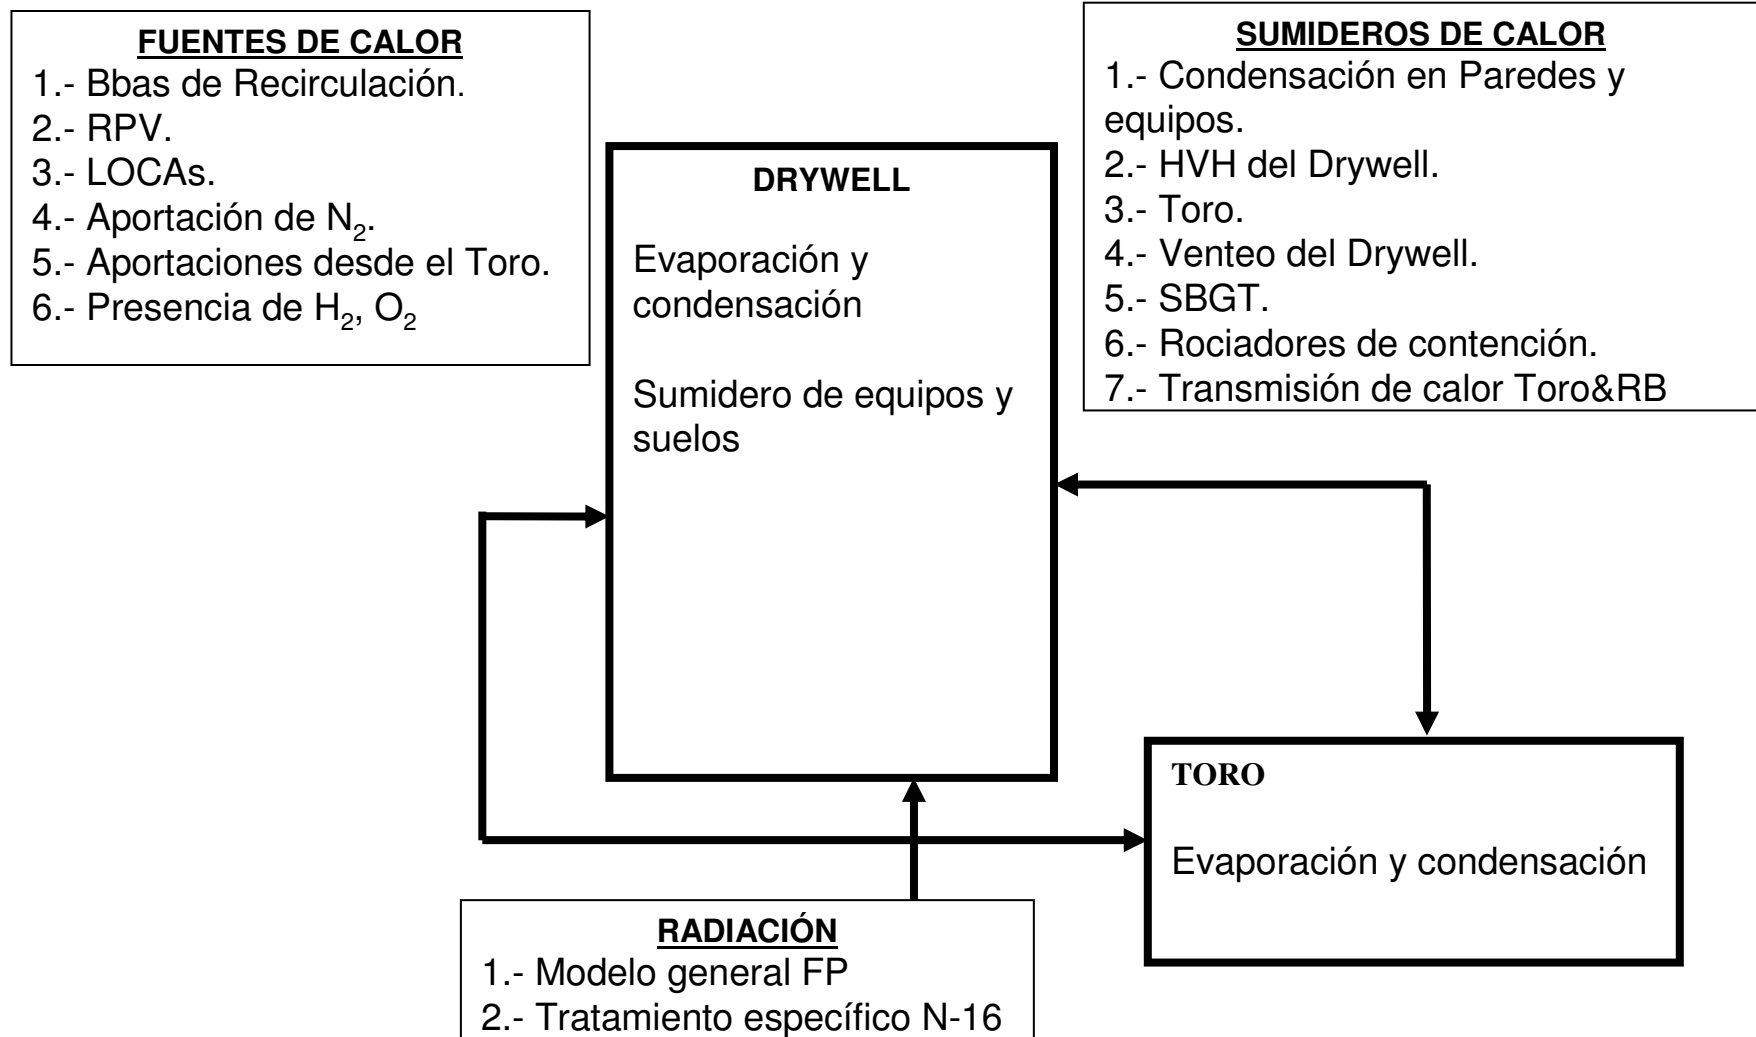 FUENTES DE CALOR
1.- Bbas de Recirculación.
2.- RPV.
3.- LOCAs.
4.- Aportación de N₂.
5.- Aportaciones desde el Toro.
6.- Presencia de H₂, O₂
SUMIDEROS DE CALOR
1.- Condensación en Paredes y
equipos.
2.- HVH del Drywell.
3.- Toro.
4.- Venteo del Drywell.
5.- SBGT.
6.- Rociadores de contención.
7.- Transmisión de calor Toro&RB
DRYWELL
Evaporación y
condensación
Sumidero de equipos y
suelos
TORO
Evaporación y condensación
RADIACIÓN
1.- Modelo general FP
2.- Tratamiento específico N-16